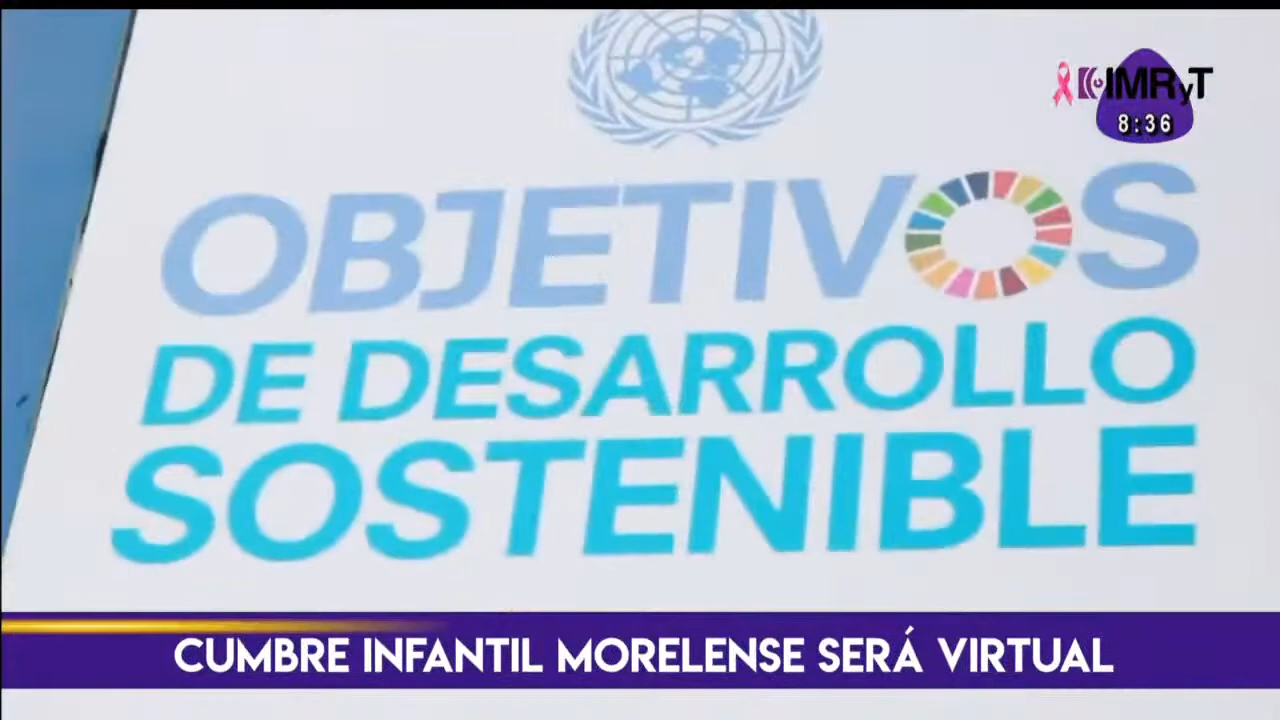 IMRyT
8:36
OBJETIVOS
DE DESARROLLO
SOSTENIBLE
CUMBRE INFANTIL MORELENSE SERÁ VIRTUAL